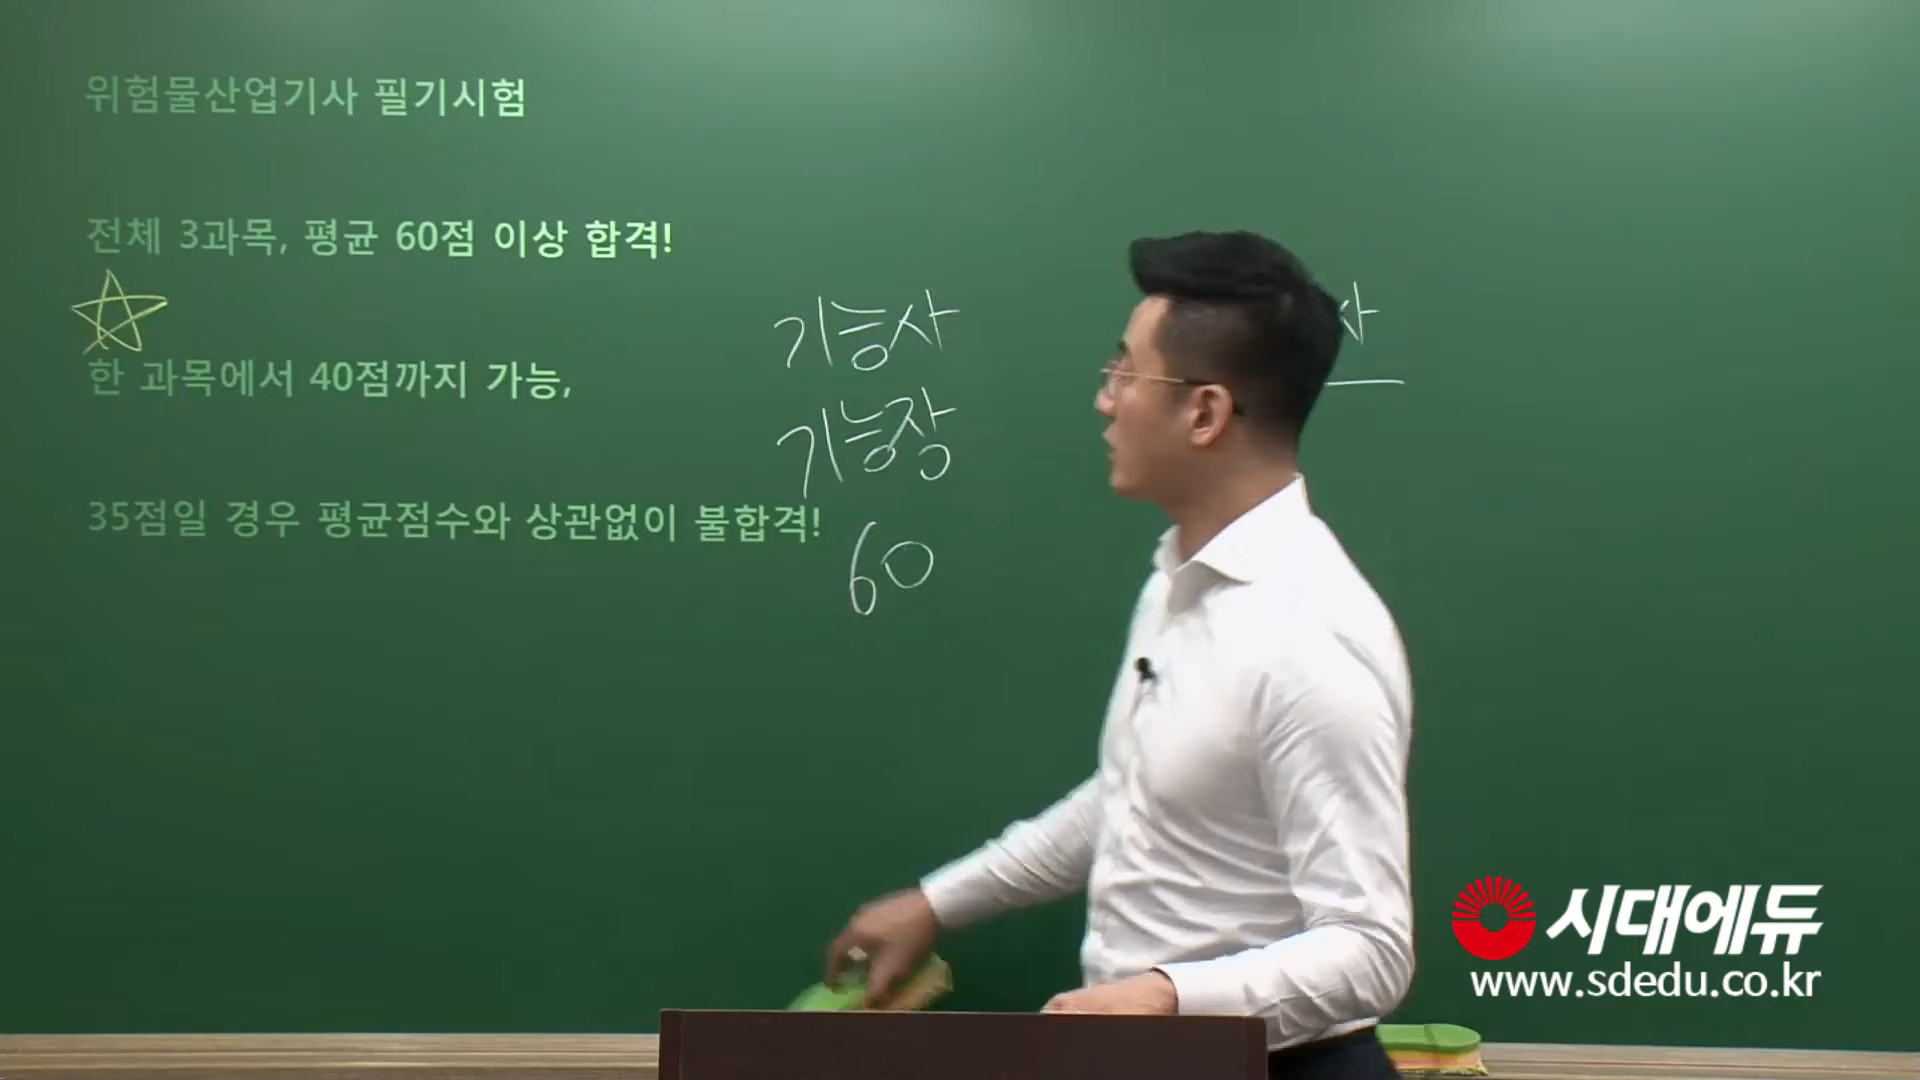 위험물산업기사 필기시험
전체 3과목, 평균 60점 이상 합격!
한 과목에서 40점까지 가능,
35점일 경우 평균점수와 상관없이 불합격!
기능사
기능장
60
사
시대에듀
www.sdedu.co.kr